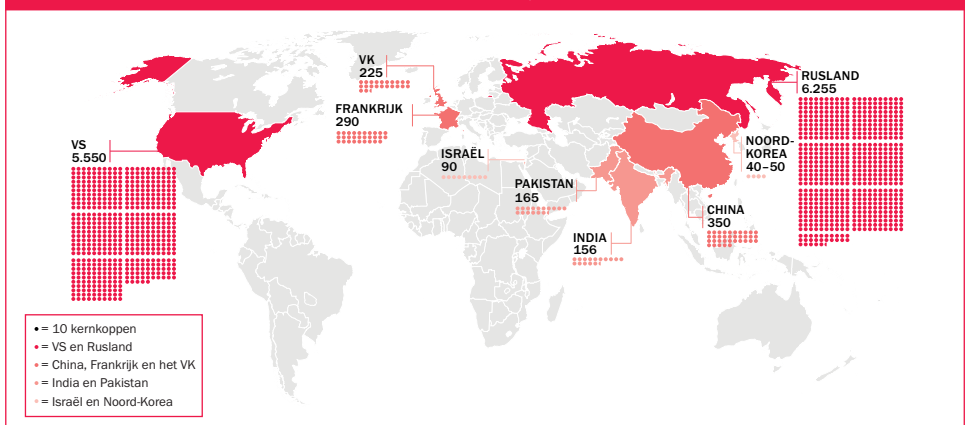 VK
225
FRANKRIJK
290
VS
5.550
ISRAËL
90
PAKISTAN
165
INDIA
156
RUSLAND
6.255
NOORD-
KOREA
40–50
CHINA
350
= 10 kernkoppen
= VS en Rusland
= China, Frankrijk en het VK
= India en Pakistan
= Israël en Noord-Korea